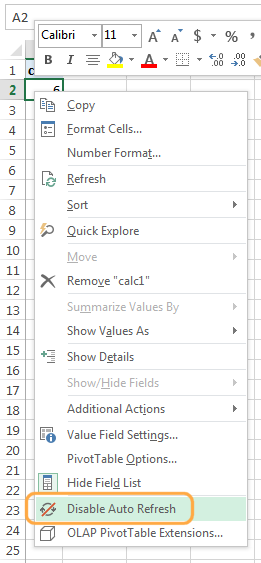 A2
Calibri 11 A A $ % ,
B I A
1 c
2 6
3
4
5
6
7
8
9
10
11
12
13
14
15
16
17
18
19
20
21
22
23
24
25
Copy
Format Cells...
Number Format...
Refresh
Sort
Quick Explore
Move
Remove "calc1"
Summarize Values By
Show Values As
Show Details
Show/Hide Fields
Additional Actions
Value Field Settings...
PivotTable Options...
Hide Field List
Disable Auto Refresh
OLAP PivotTable Extensions...